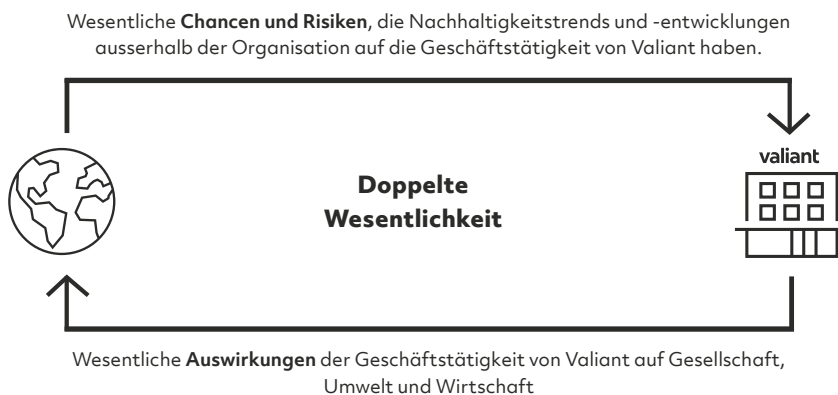 Wesentliche Chancen und Risiken, die Nachhaltigkeitstrends und -entwicklungen
ausserhalb der Organisation auf die Geschäftstätigkeit von Valiant haben.
valiant
Doppelte
Wesentlichkeit
Wesentliche Auswirkungen der Geschäftstätigkeit von Valiant auf Gesellschaft,
Umwelt und Wirtschaft